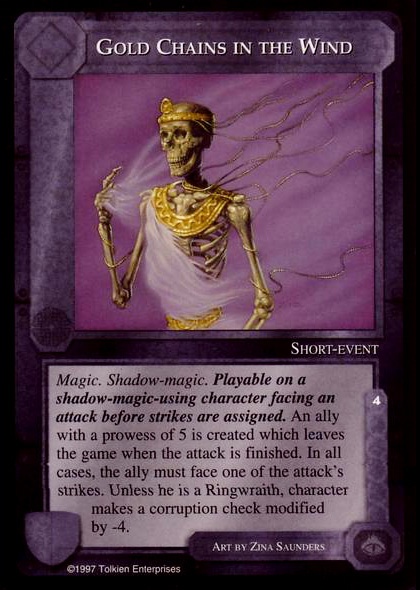 GOLD CHAINS IN THE WIND
SHORT-EVENT
Magic. Shadow-magic. Playable on a
shadow-magic-using character facing an
attack before strikes are assigned. An ally
with a prowess of 5 is created which leaves
the game when the attack is finished. In all
cases, the ally must face one of the attack's
strikes. Unless he is a Ringwraith, character
makes a corruption check modified
by -4.
4
ART BY ZINA SAUNDERS
©1997 Tolkien Enterprises